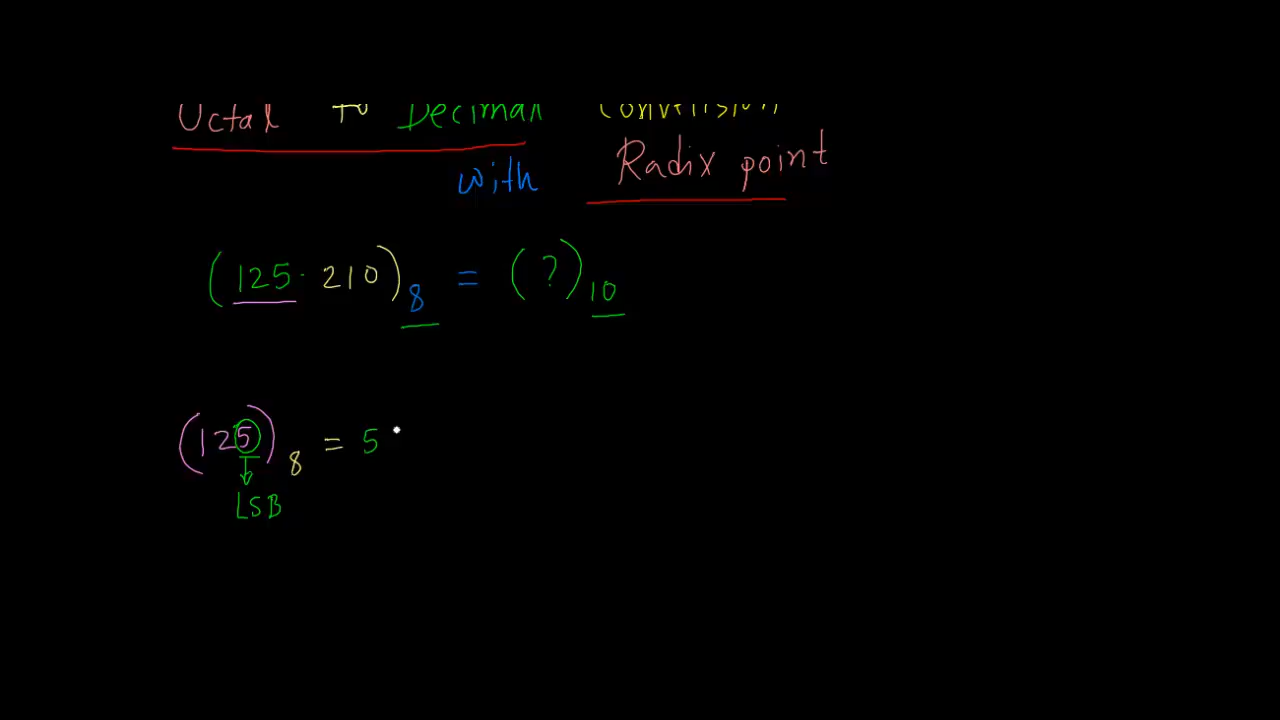 Octal To Decimal Conversion
with Radix point
(125.210)8 = (?)10
(125)8 = 5
LSB